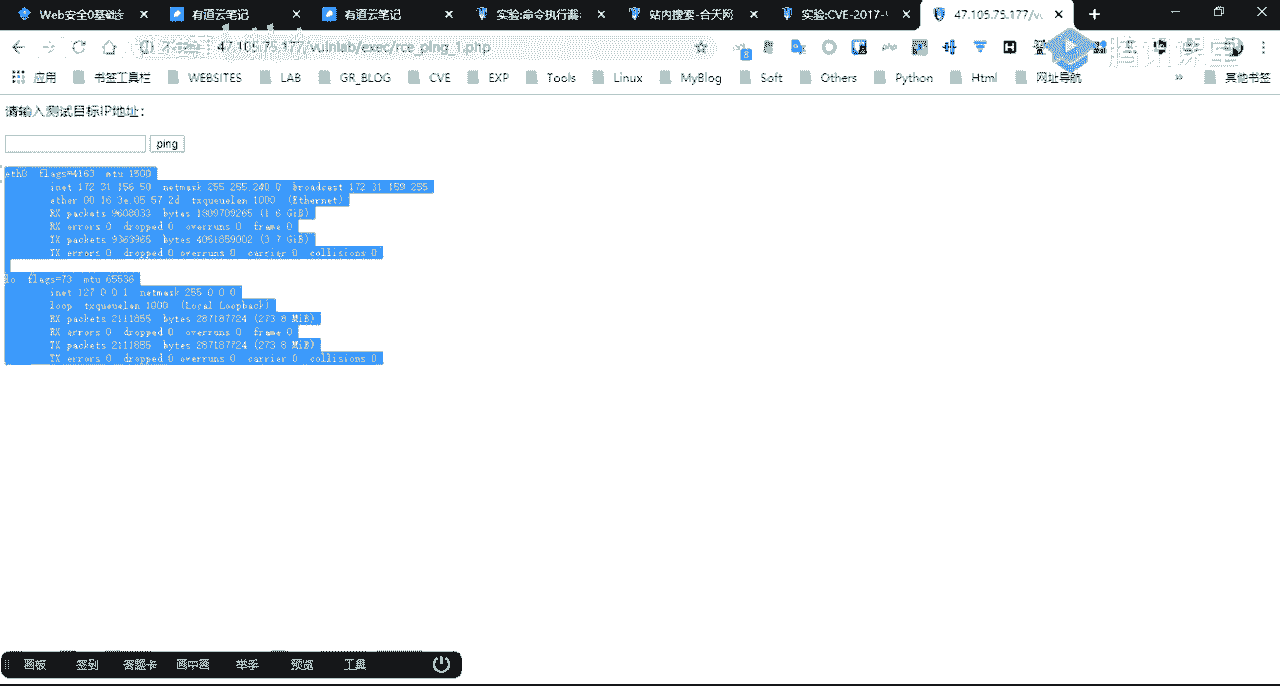 Web安全0基础
有道云笔记
有道云笔记
实验:命令执行
站内搜索-合天网
实验:CVE-2017-
47.105.75.177/vu
47.105.75.177/vulnlab/exec/rce_ping_1.php
腾讯课堂
应用 书签工具栏 WEBSITES LAB GR_BLOG CVE EXP Tools Linux MyBlog Soft Others Python Html 网址导航 » 其他书签
请输入测试目标IP地址:
ping
eth0 flags=4163 mtu 1500
inet 172.31.156.50 netmask 255.255.240.0 broadcast 172.31.159.255
ether 00:16:3e:05:57:2d txqueuelen 1000 (Ethernet)
RX packets 9608033 bytes 1809709265 (1.6 GiB)
RX errors 0 dropped 0 overruns 0 frame 0
TX packets 9363965 bytes 4051859002 (3.7 GiB)
TX errors 0 dropped 0 overruns 0 carrier 0 collisions 0
lo flags=73 mtu 65536
inet 127.0.0.1 netmask 255.0.0.0
loop txqueuelen 1000 (Local Loopback)
RX packets 2111855 bytes 287187724 (273.8 MiB)
RX errors 0 dropped 0 overruns 0 frame 0
TX packets 2111855 bytes 287187724 (273.8 MiB)
TX errors 0 dropped 0 overruns 0 carrier 0 collisions 0
画板 签到 答题卡 画中画 举手 预览 工具